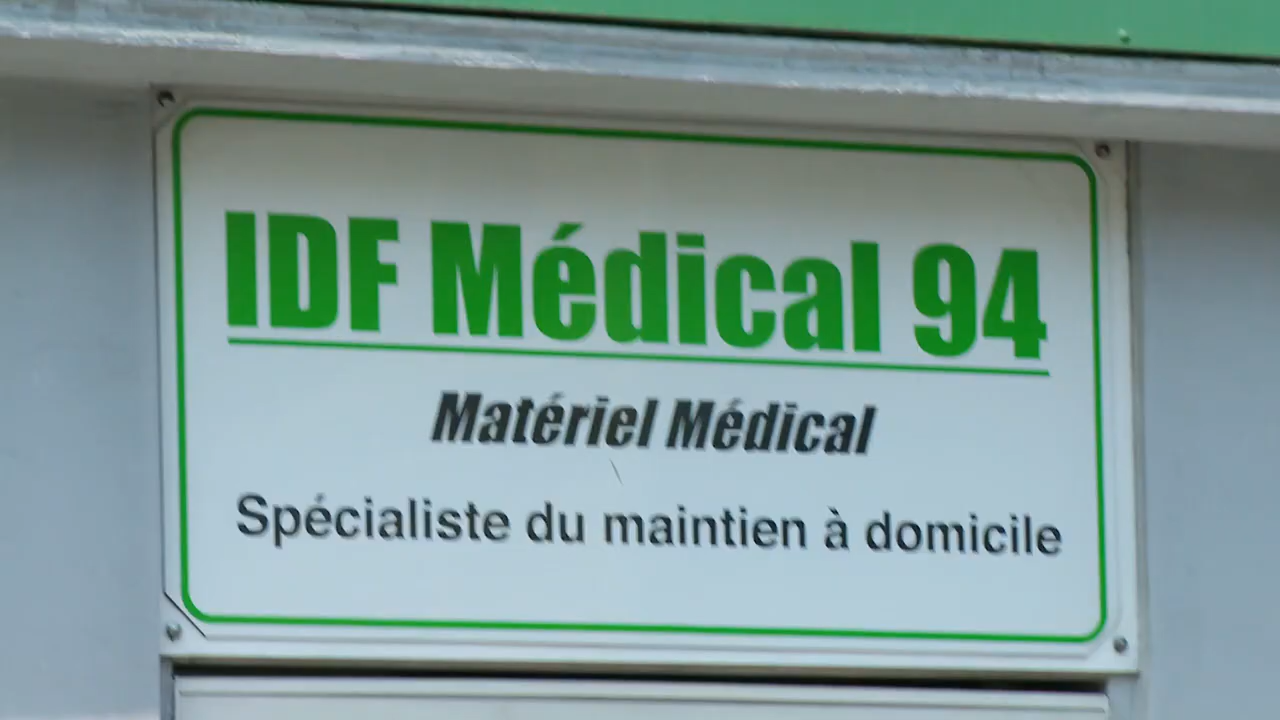 IDF Médical 94
Matériel Médical
Spécialiste du maintien à domicile